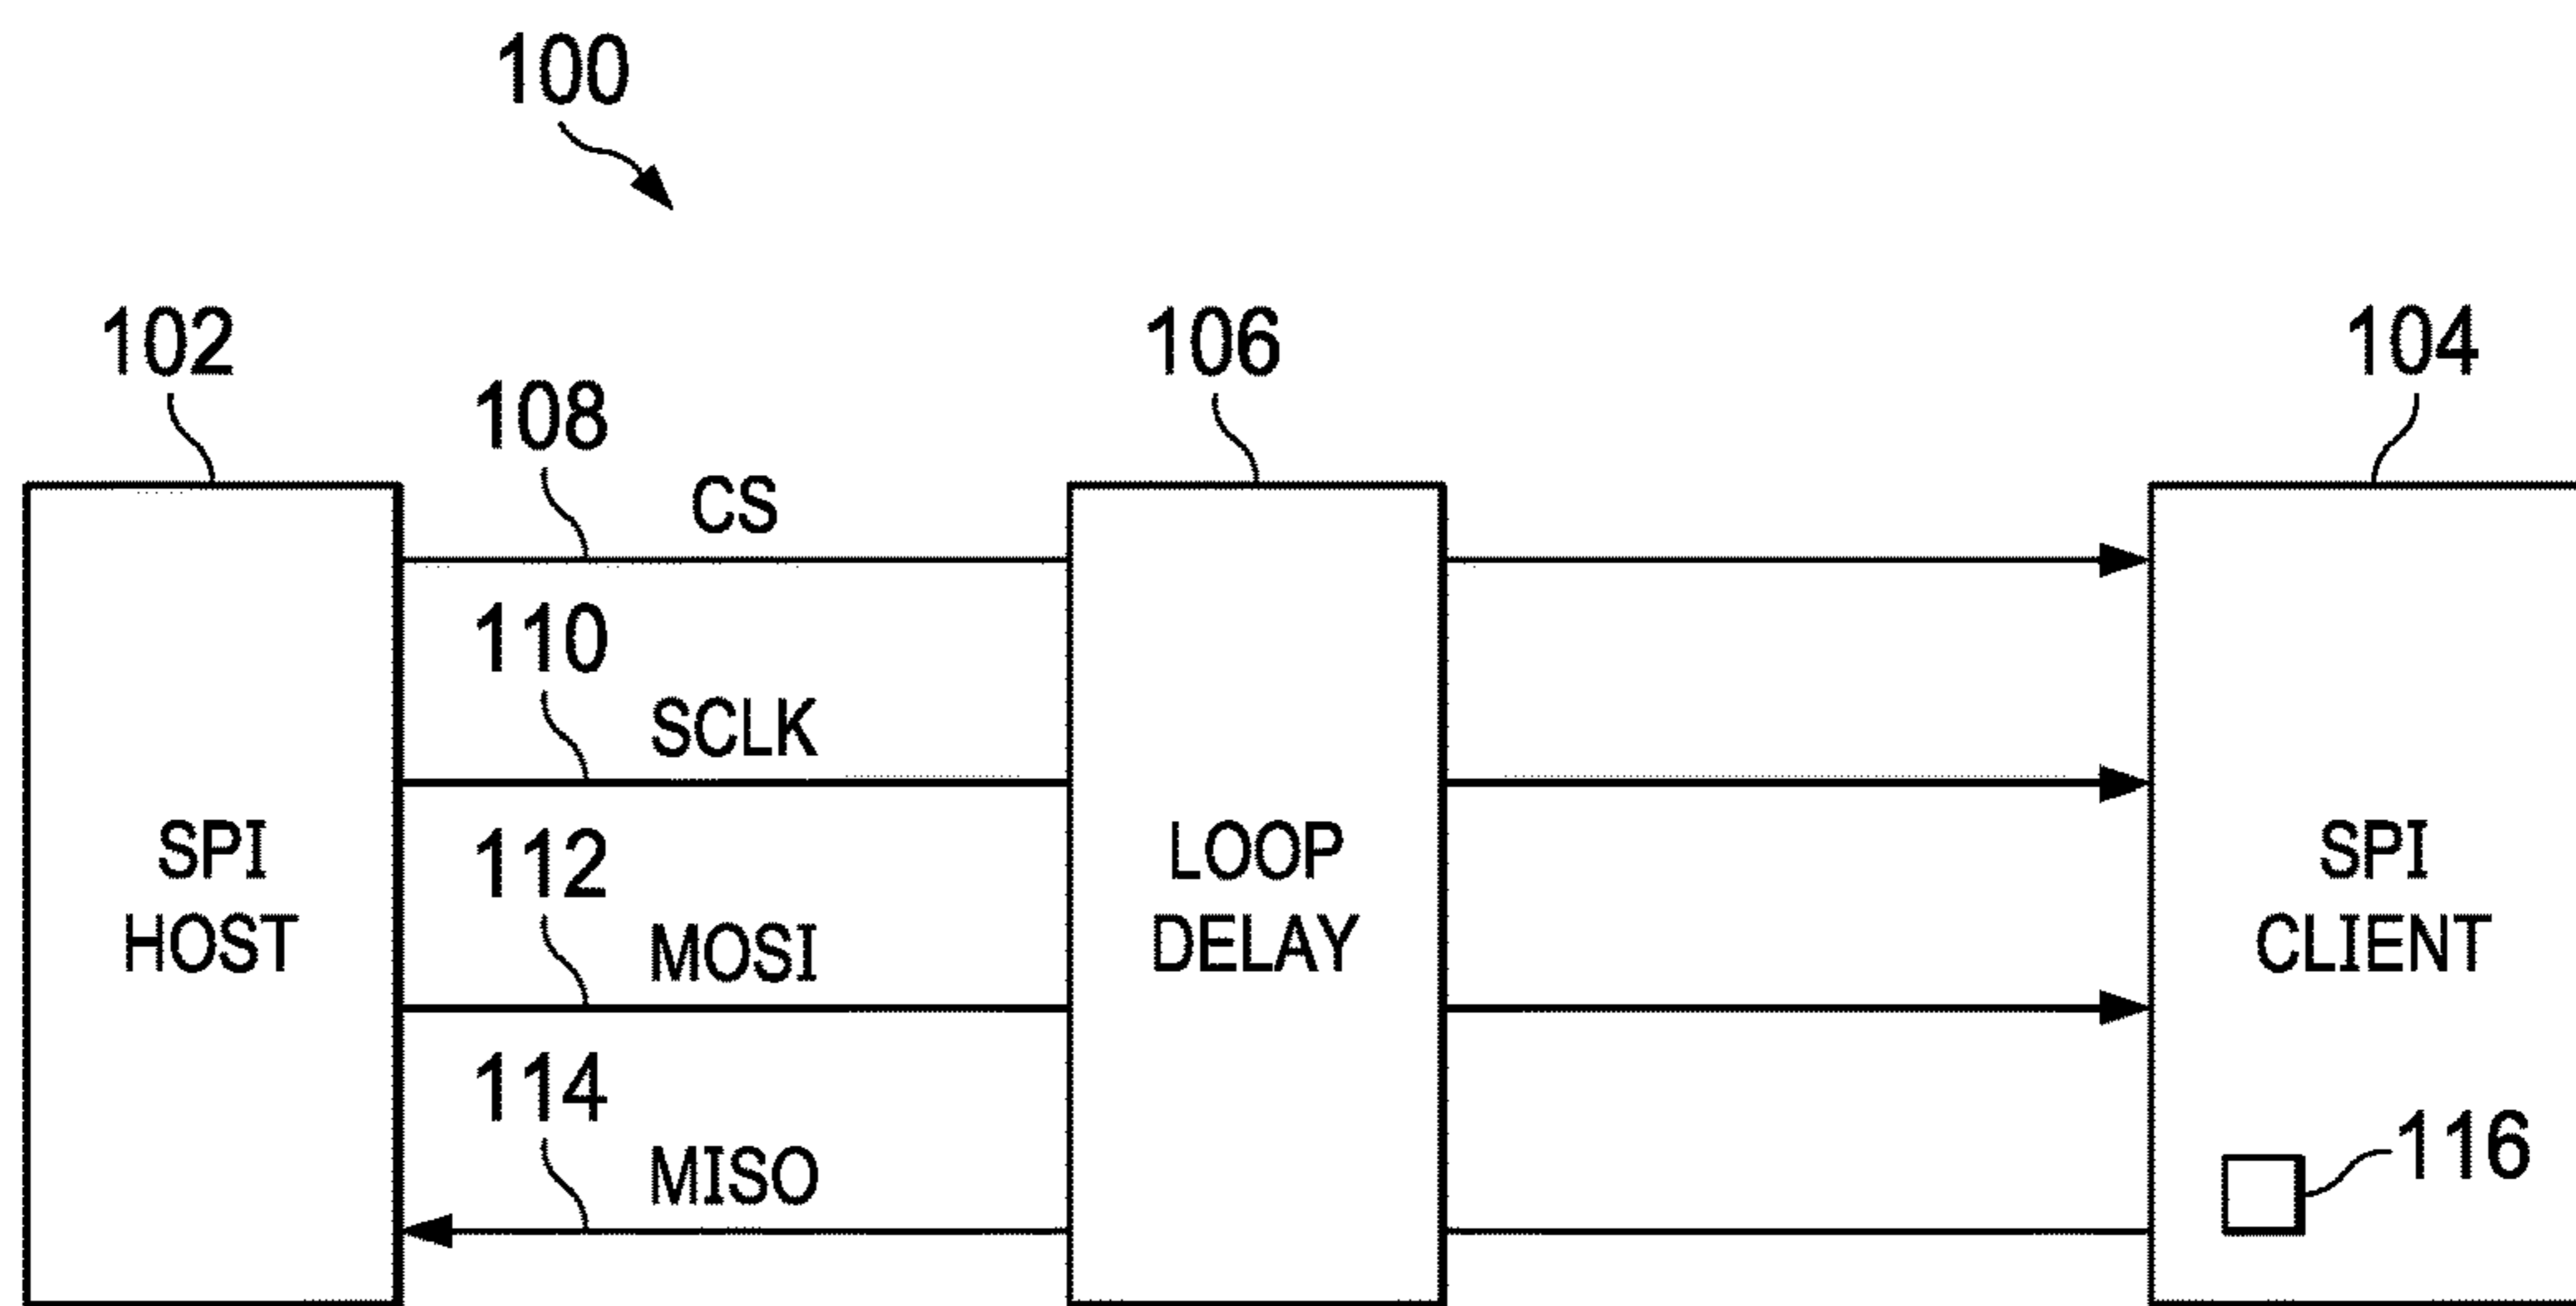 100
102
106
104
108
CS
110
SCLK
SPI
HOST
112
MOSI
LOOP
DELAY
SPI
CLIENT
114
MISO
116